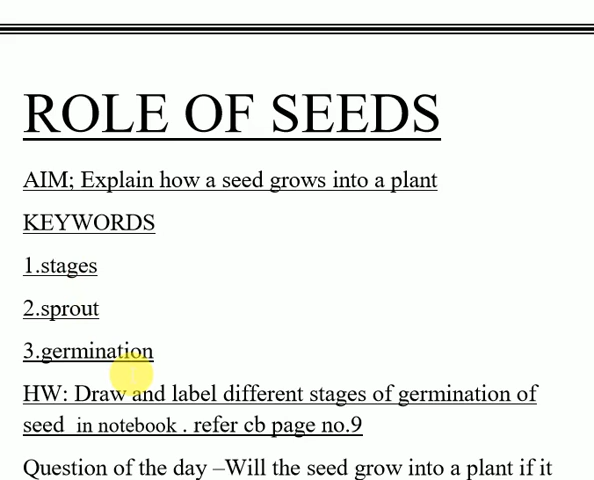 ROLE OF SEEDS
AIM; Explain how a seed grows into a plant
KEYWORDS
1.stages
2.sprout
3.germination
HW: Draw and label different stages of germination of
seed in notebook . refer cb page no.9
Question of the day –Will the seed grow into a plant if it